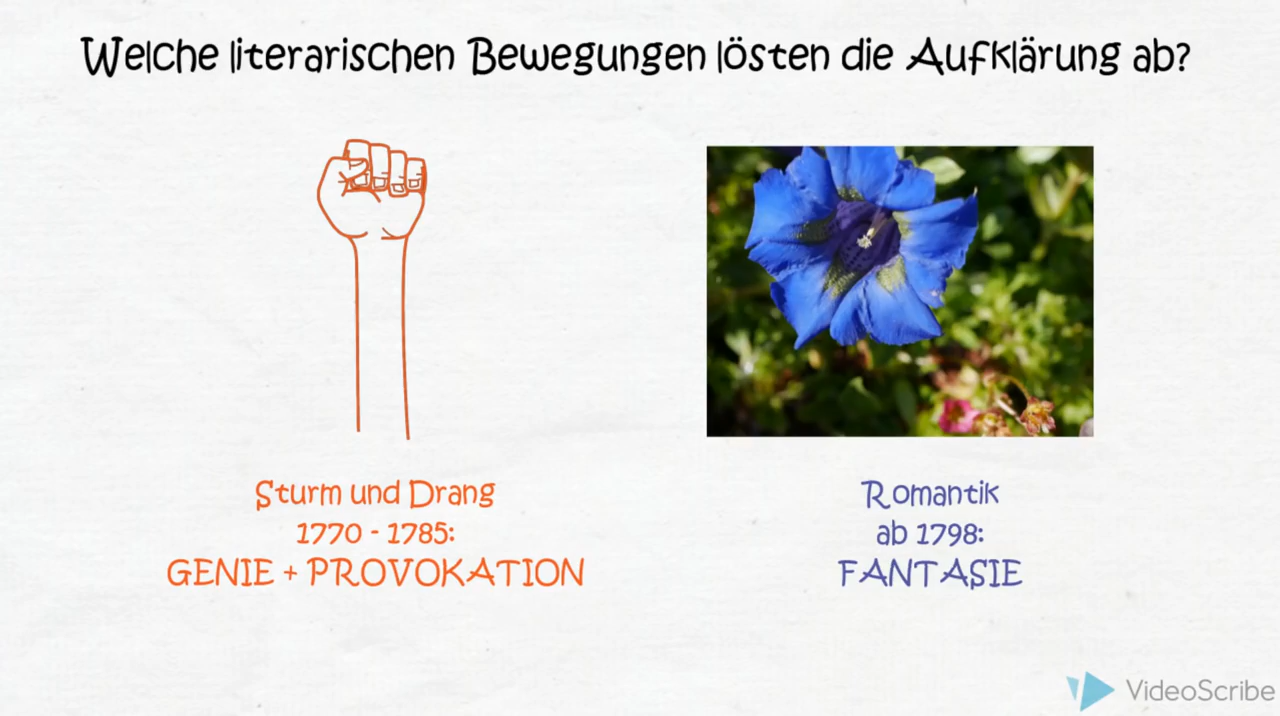 Welche literarischen Bewegungen lösten die Aufklärung ab?
Sturm und Drang
1770 - 1785:
GENIE + PROVOKATION
Romantik
ab 1798:
FANTASIE
VideoScribe